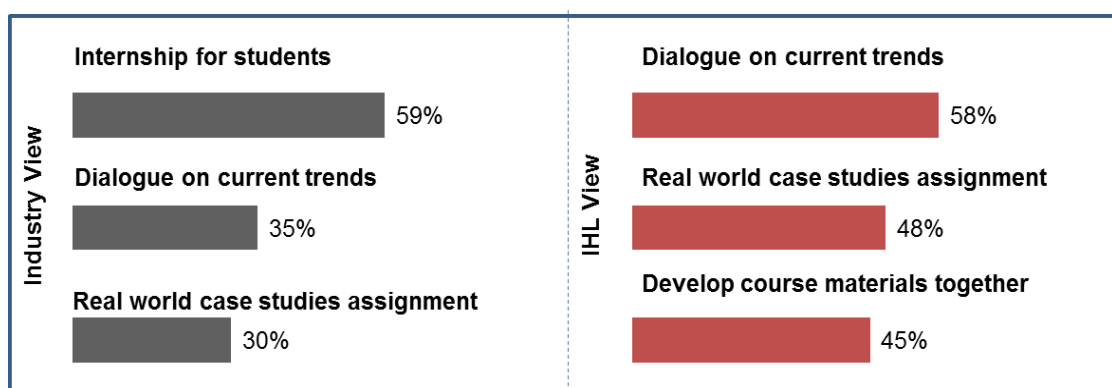 Industry View
Internship for students
59%
Dialogue on current trends
35%
Real world case studies assignment
30%
IHL View
Dialogue on current trends
58%
Real world case studies assignment
48%
Develop course materials together
45%